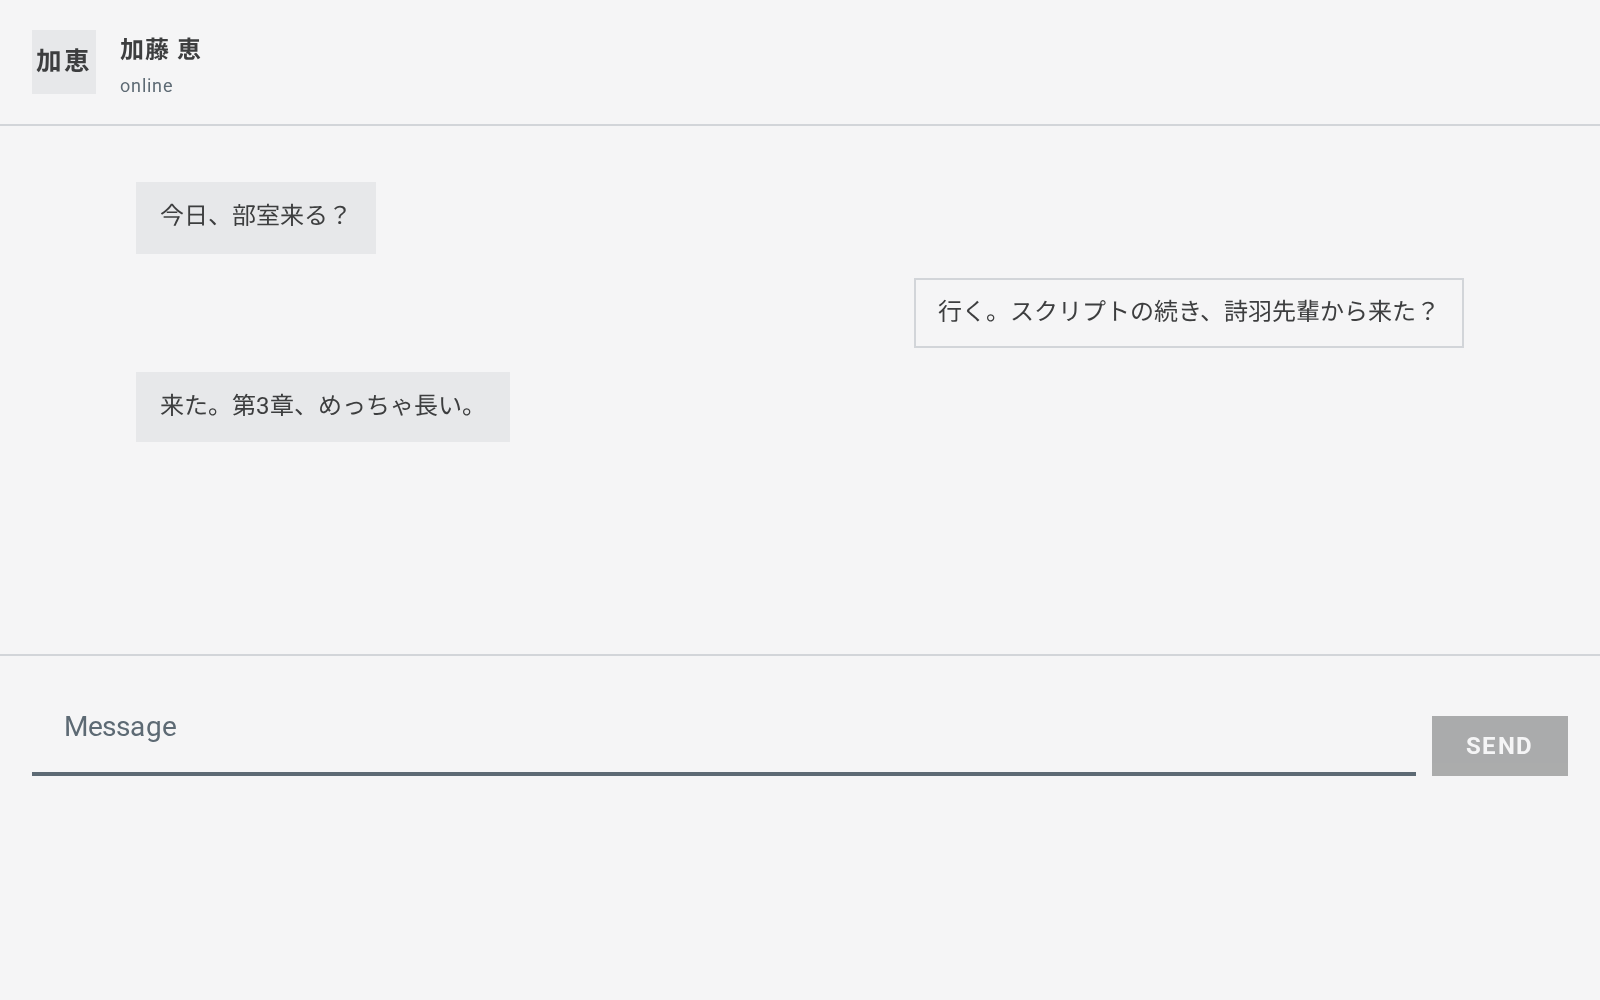 加恵
加藤 恵
online
今日、部室来る？
行く。スクリプトの続き、詩羽先輩から来た？
来た。第3章、めっちゃ長い。
Message
SEND